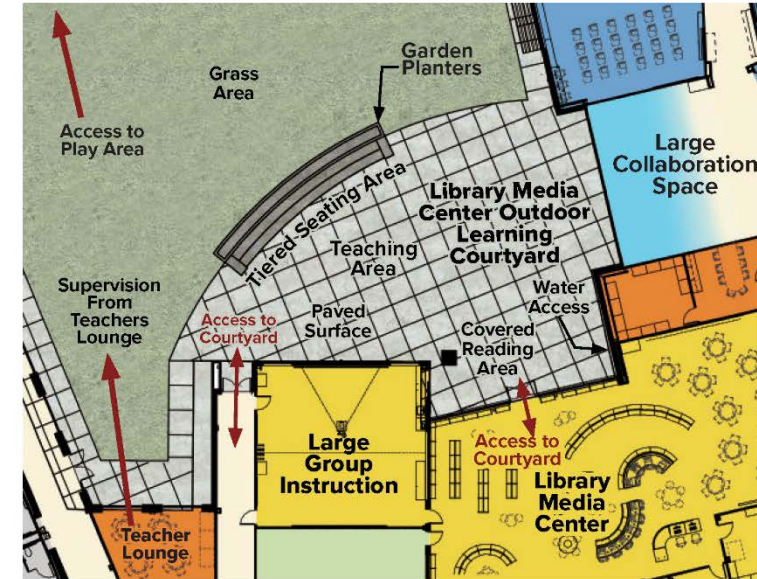 Grass
Area
Garden
Planters
Access to
Play Area
Large
Collaboration
Space
Tiered Seating Area
Library Media
Center Outdoor
Learning
Courtyard
Teaching
Area
Supervision
From
Teachers
Lounge
Water
Access
Access to
Courtyard
Paved
Surface
Covered
Reading
Area
Large
Group
Instruction
Access to
Courtyard
Library
Media
Center
Teacher
Lounge